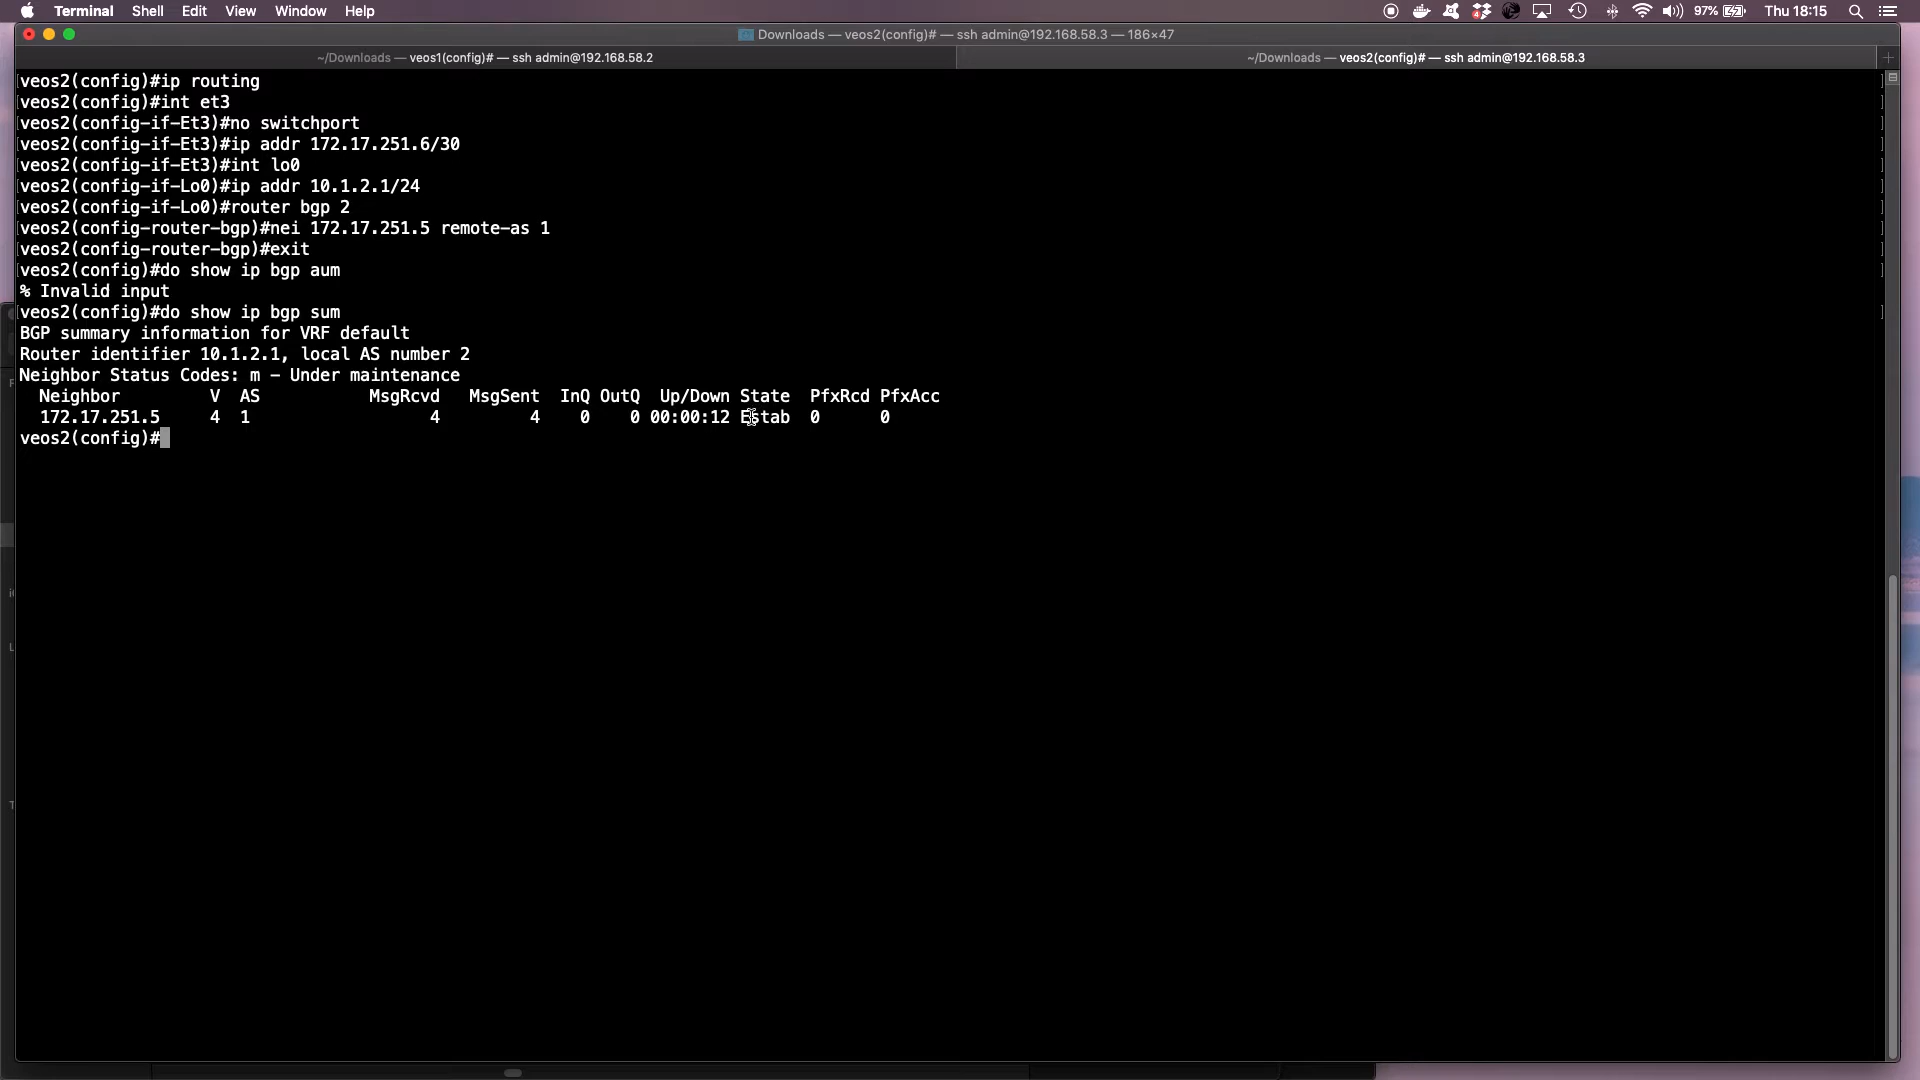 Terminal Shell Edit View Window Help 97% Thu 18:15
Downloads — veos2(config)# — ssh admin@192.168.58.3 — 186×47
~/Downloads — veos1(config)# — ssh admin@192.168.58.2
~/Downloads — veos2(config)# — ssh admin@192.168.58.3
veos2(config)#ip routing
veos2(config)#int et3
veos2(config-if-Et3)#no switchport
veos2(config-if-Et3)#ip addr 172.17.251.6/30
veos2(config-if-Et3)#int lo0
veos2(config-if-Lo0)#ip addr 10.1.2.1/24
veos2(config-if-Lo0)#router bgp 2
veos2(config-router-bgp)#nei 172.17.251.5 remote-as 1
veos2(config-router-bgp)#exit
veos2(config)#do show ip bgp aum
% Invalid input
veos2(config)#do show ip bgp sum
BGP summary information for VRF default
Router identifier 10.1.2.1, local AS number 2
Neighbor Status Codes: m - Under maintenance
Neighbor V AS MsgRcvd MsgSent InQ OutQ Up/Down State PfxRcd PfxAcc
172.17.251.5 4 1 4 4 0 0 00:00:12 Estab 0 0
veos2(config)#